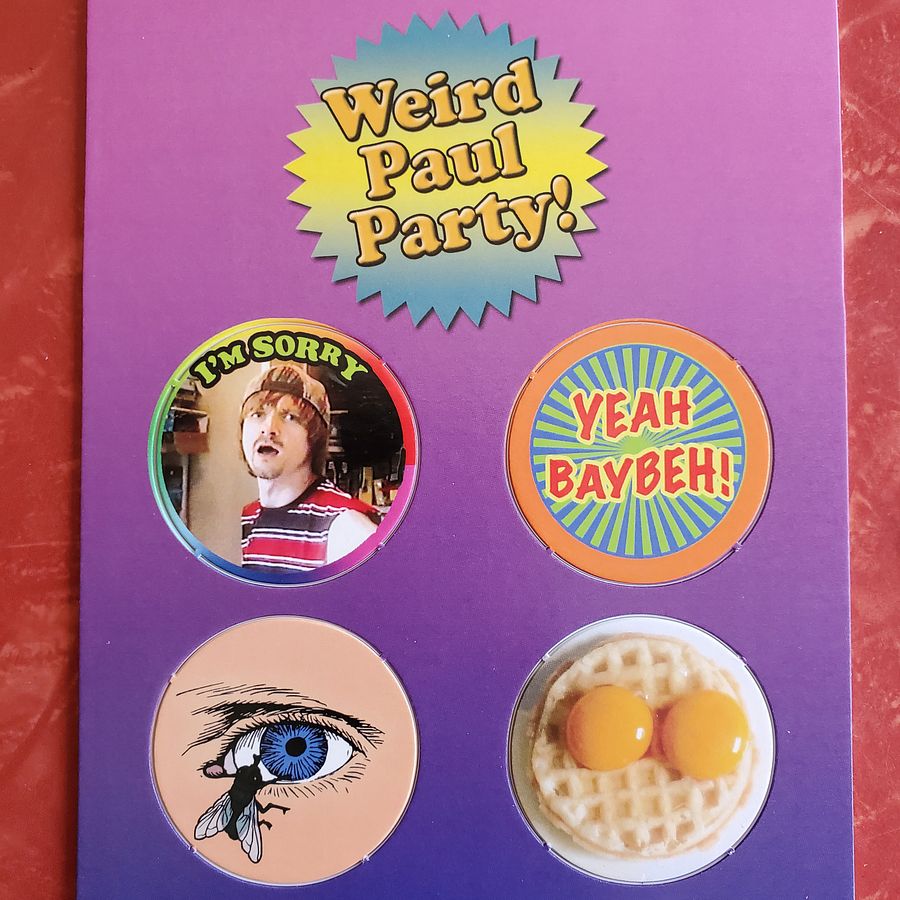 Weird
Paul
Party!
I'M SORRY
YEAH
BAYBEH!